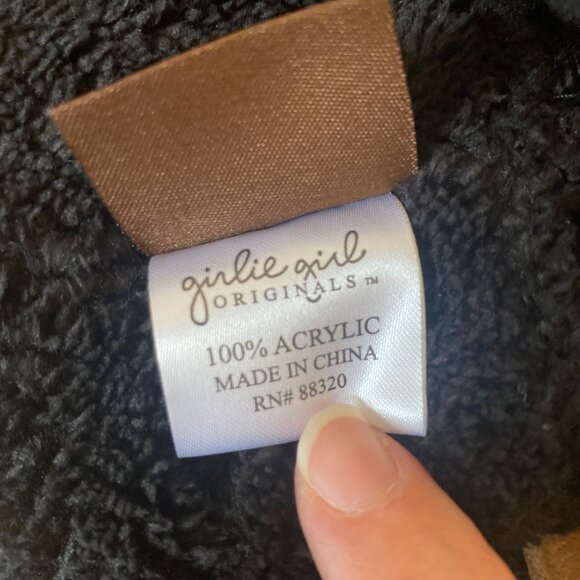 girlie girl
ORIGINALS™
100% ACRYLIC
MADE IN CHINA
RN# 88320